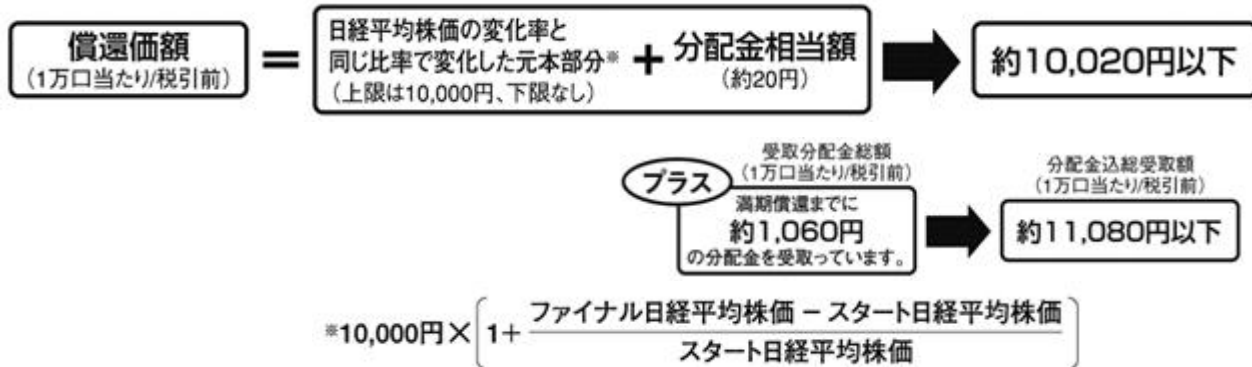 償還価額
（1万口当たり/税引前）
＝
日経平均株価の変化率と
同じ比率で変化した元本部分※
（上限は10,000円、下限なし）
＋
分配金相当額
（約20円）
約10,020円以下
プラス
受取分配金総額
（1万口当たり/税引前）
満期償還までに
約1,060円
の分配金を受取っています。
分配金込総受取額
（1万口当たり/税引前）
約11,080円以下
※10,000円×（1＋ファイナル日経平均株価－スタート日経平均株価
スタート日経平均株価）